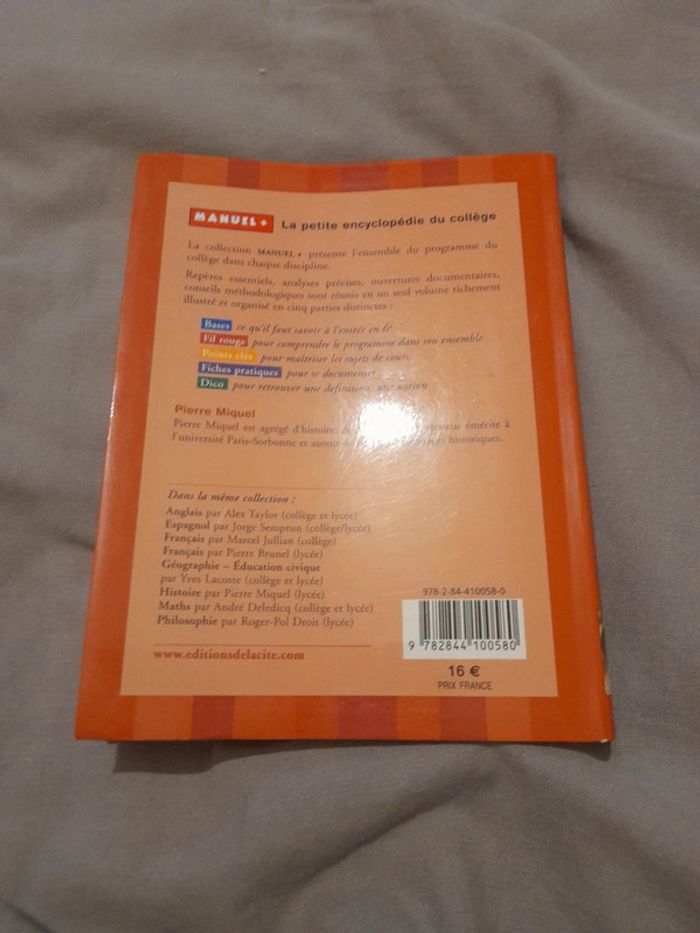 MANUEL + La petite encyclopédie du collège
La collection MANUEL + présente l'ensemble du programme du
collège dans chaque discipline.
Repères essentiels, analyses précises, ouvertures documentaires,
conseils méthodologiques sont réunis en un seul volume richement
illustré et organisé en cinq parties distinctes :
Bases ce qu'il faut savoir à l'entrée en 6e
Fil rouge pour comprendre le programme dans son ensemble
Points clés pour maîtriser les sujets de cours
Fiches pratiques pour se documenter
Dico pour retrouver une définition, une notion
Pierre Miquel
Pierre Miquel est agrégé d'histoire, émérite à
l'université Paris-Sorbonne et auteur historiques.
Dans la même collection :
Anglais par Alex Taylor (collège et lycée)
Espagnol par Jorge Semprun (collège/lycée)
Français par Marcel Jullian (collège)
Français par Pierre Brunel (lycée)
Géographie – Éducation civique
par Yves Lacoste (collège et lycée)
Histoire par Pierre Miquel (lycée)
Maths par André Deledicq (collège et lycée)
Philosophie par Roger-Pol Droit (lycée)
www.editionsdelacite.com
978-2-84-410058-0
9 782844 100580
16 €
PRIX FRANCE